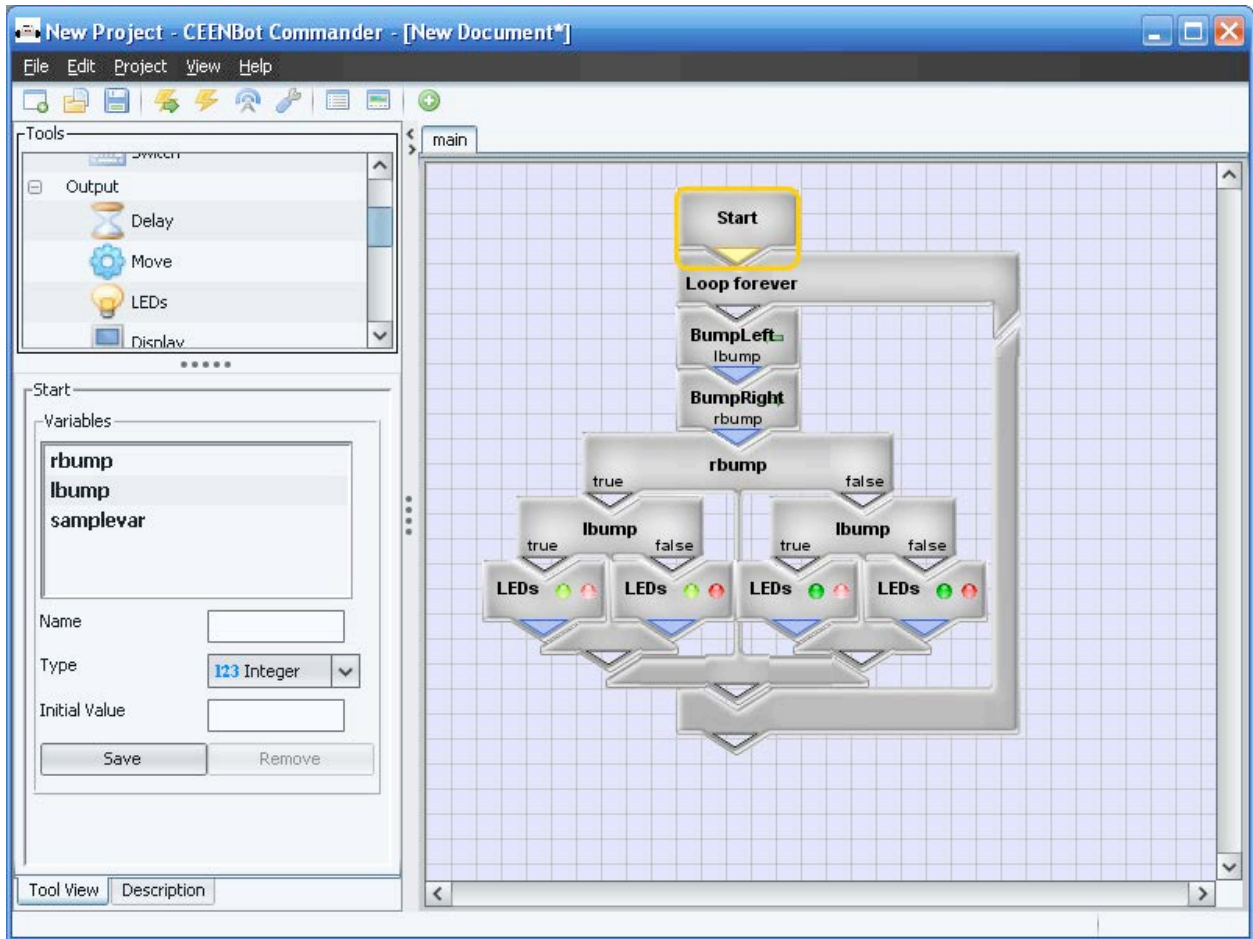 New Project - CEENBot Commander - [New Document*]
File Edit Project View Help
Tools
Switch
Output
Delay
Move
LEDs
Display
Start
Variables
rbump
lbump
samplevar
Name
Type
123 Integer
Initial Value
Save Remove
Tool View Description
main
Start
Loop forever
BumpLeft
lbump
BumpRight
rbump
rbump
true false
lbump lbump
true false true false
LEDs LEDs LEDs LEDs